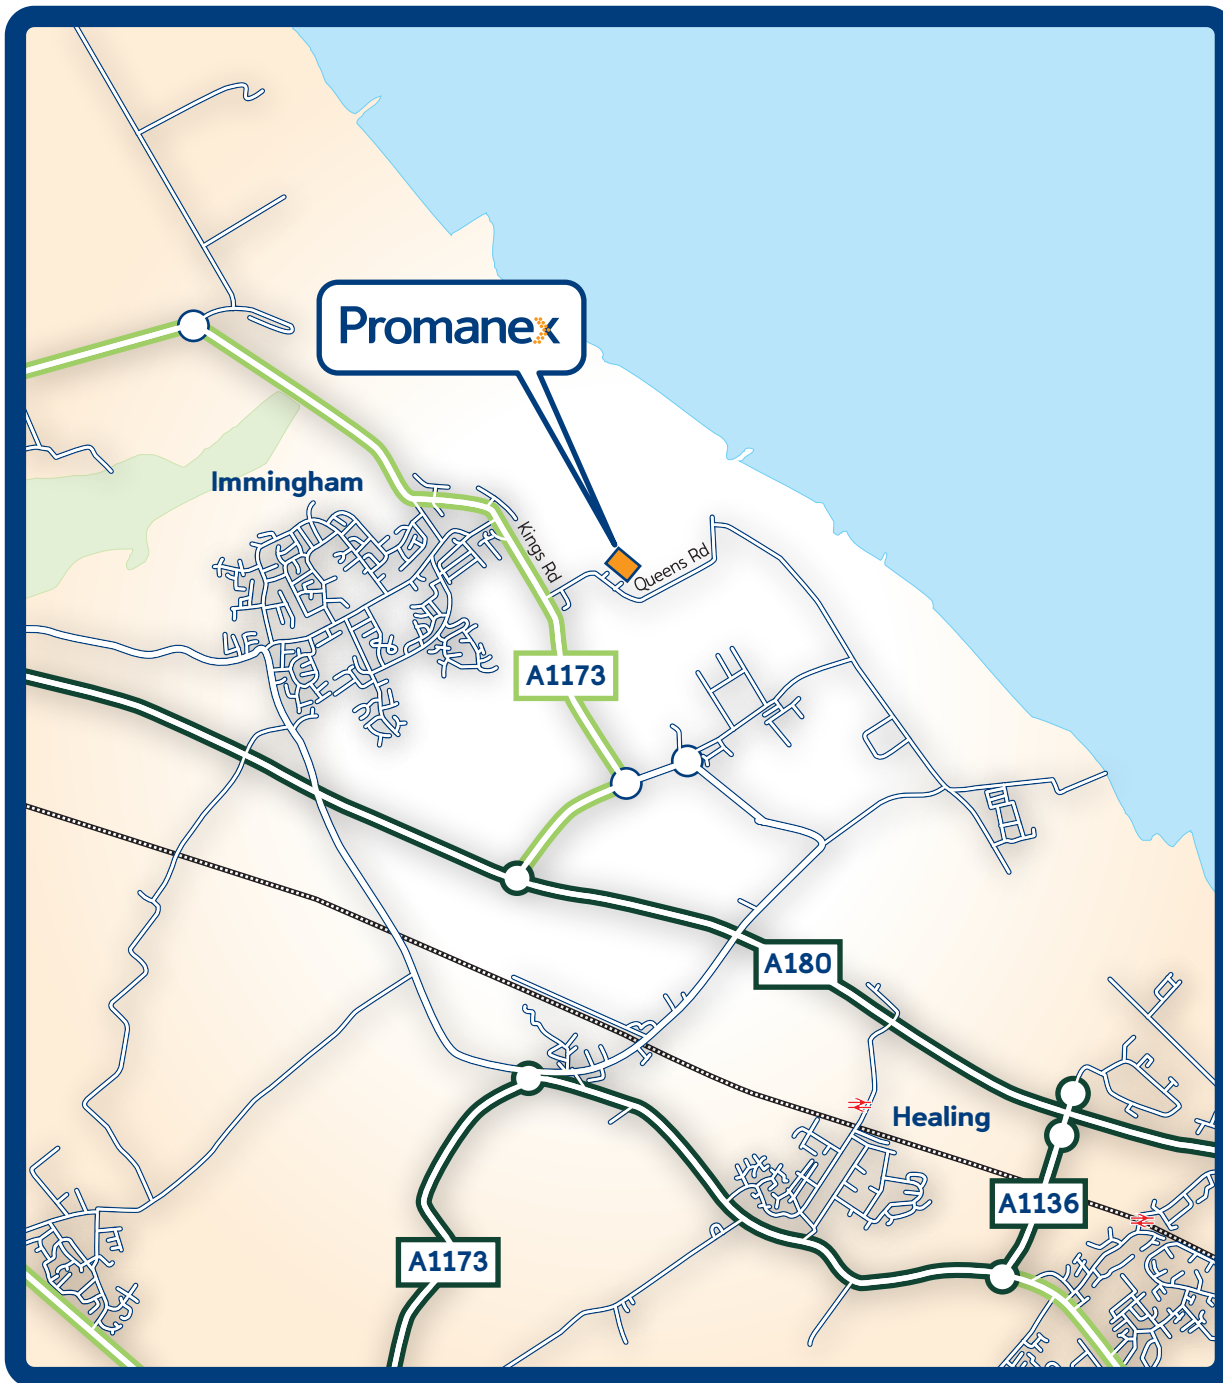 Promanex
Immingham
Kings Rd
Queens Rd
A1173
A180
Healing
A1136
A1173